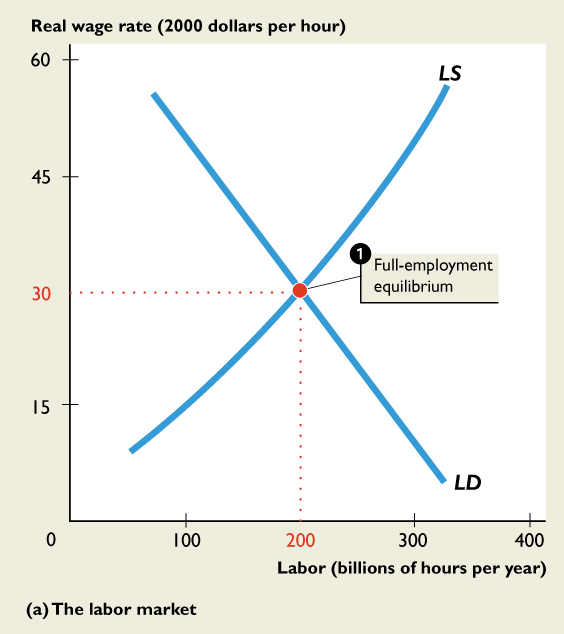 Real wage rate (2000 dollars per hour)
60
LS
45
1
Full-employment
equilibrium
30
15
LD
0
100
200
300
400
Labor (billions of hours per year)
(a) The labor market